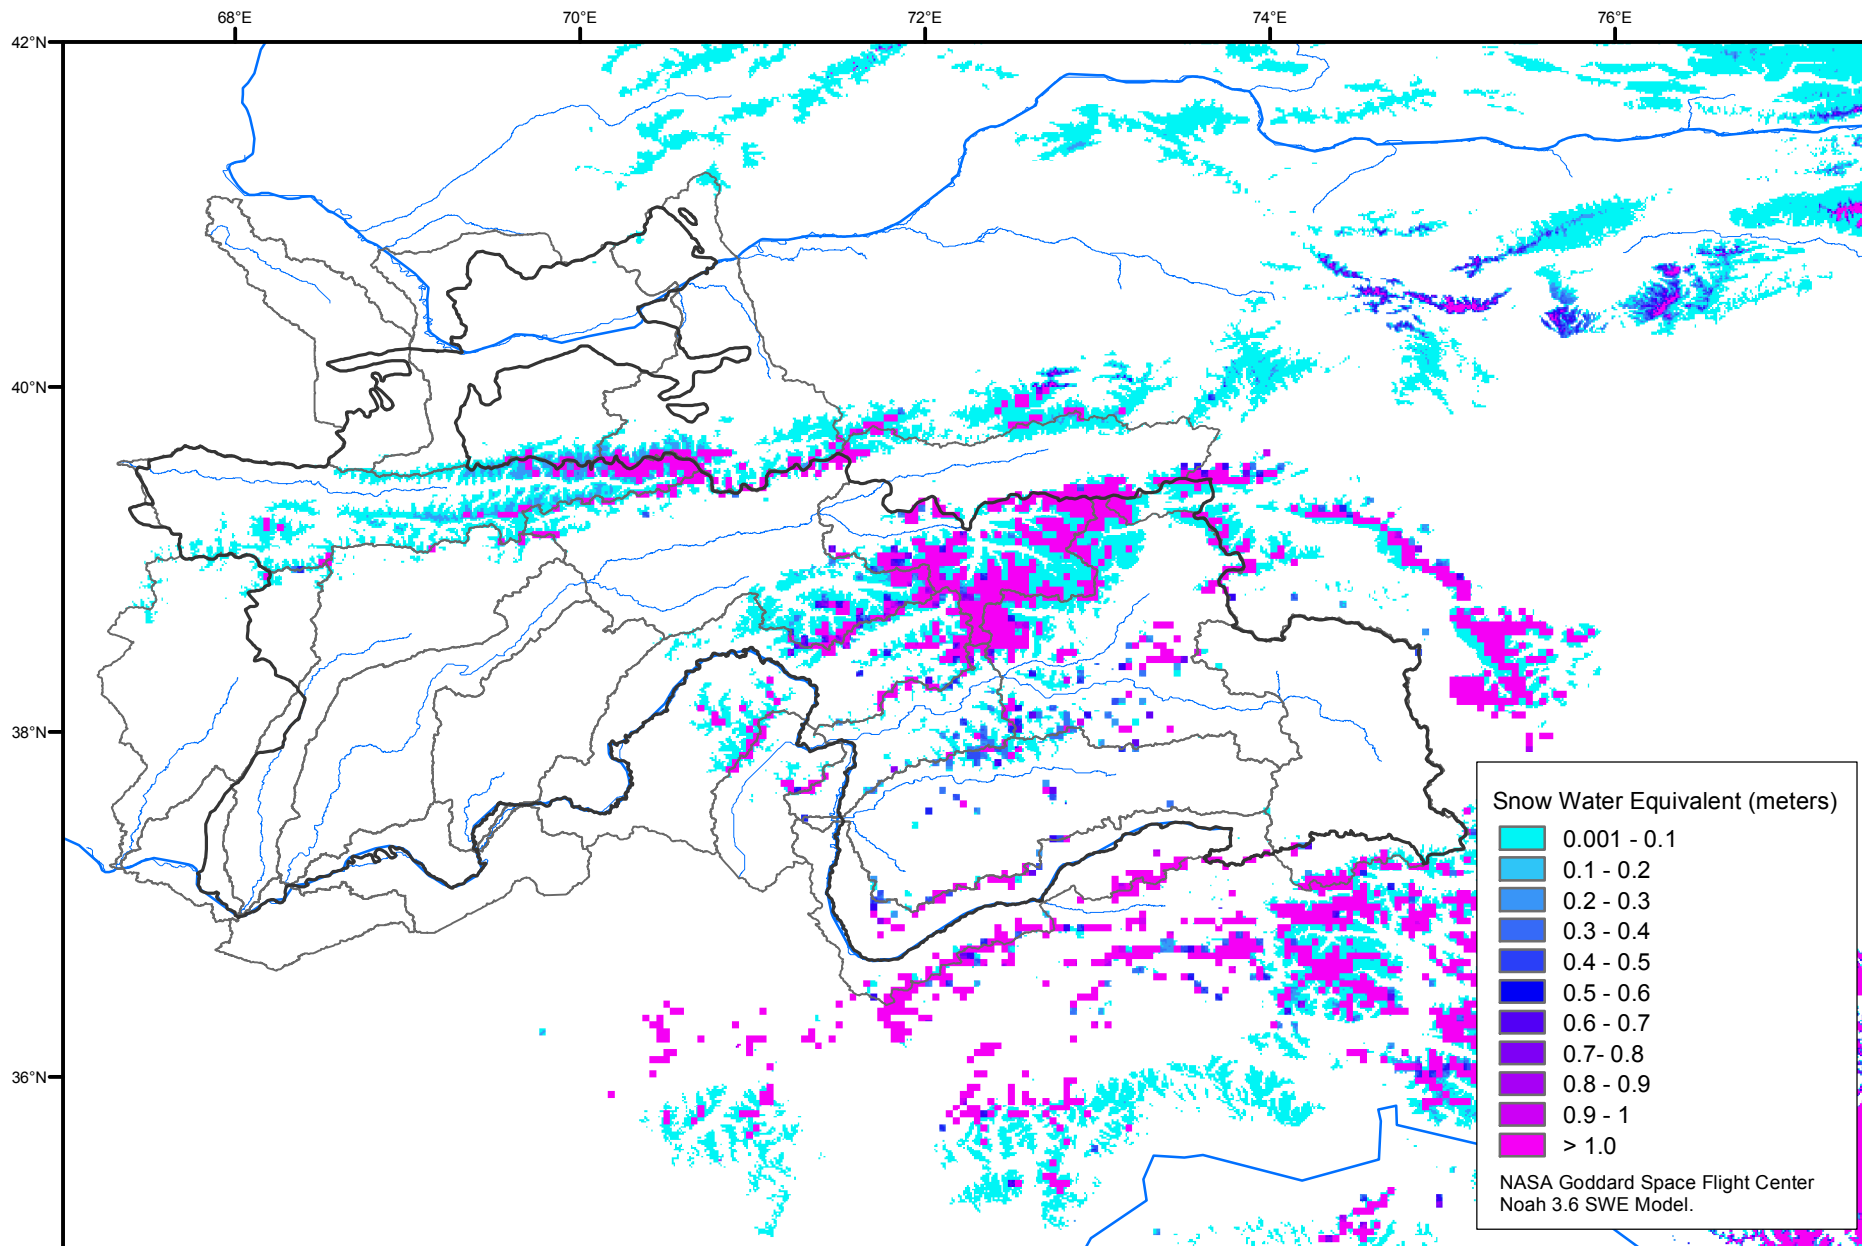 68°E 70°E 72°E 74°E 76°E
42°N
40°N
38°N
36°N
Snow Water Equivalent (meters)
0.001 - 0.1
0.1 - 0.2
0.2 - 0.3
0.3 - 0.4
0.4 - 0.5
0.5 - 0.6
0.6 - 0.7
0.7- 0.8
0.8 - 0.9
0.9 - 1
> 1.0
NASA Goddard Space Flight Center
Noah 3.6 SWE Model.